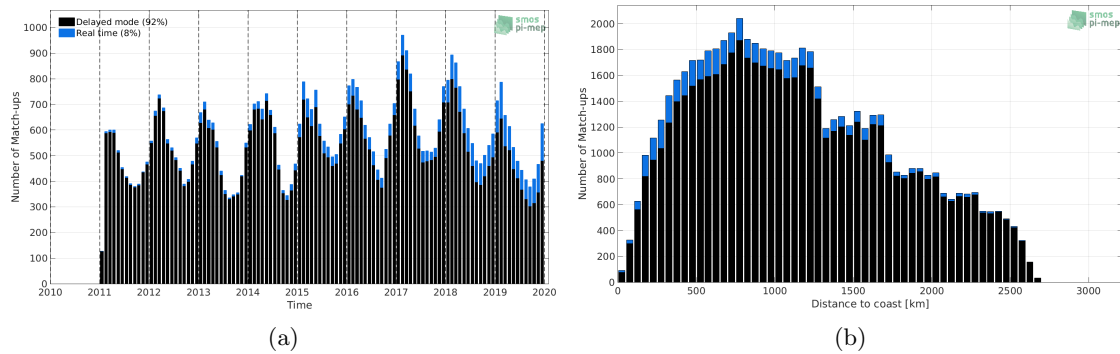 1000
900
800
700
600
500
400
300
200
100
0
Number of Match-ups
Delayed mode (92%)
Real time (8%)
smos
pi-mep
2010 2011 2012 2013 2014 2015 2016 2017 2018 2019 2020
Time
(a)
2000
1800
1600
1400
1200
1000
800
600
400
200
0
Number of Match-ups
smos
pi-mep
0 500 1000 1500 2000 2500 3000
Distance to coast [km]
(b)